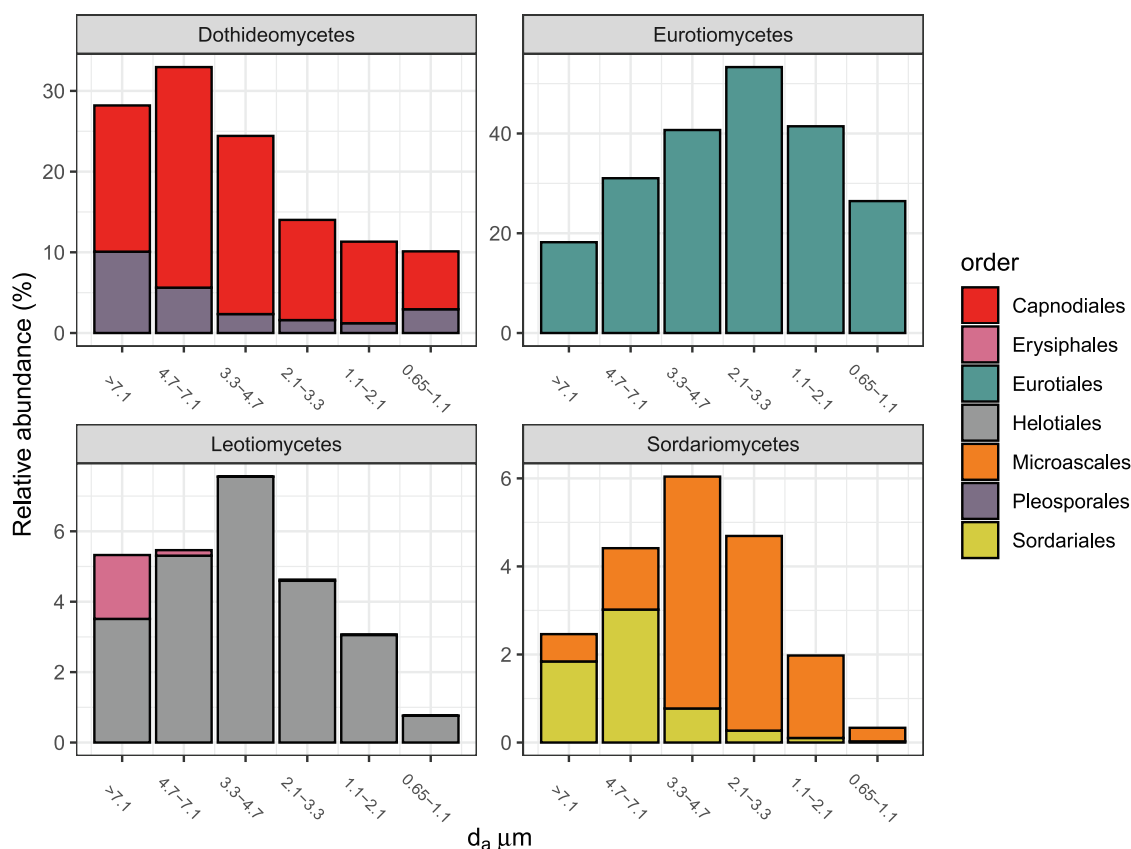 Dothideomycetes
Eurotiomycetes
30
20
10
0
40
20
0
>7.1
4.7−7.1
3.3−4.7
2.1−3.3
1.1−2.1
0.65−1.1
>7.1
4.7−7.1
3.3−4.7
2.1−3.3
1.1−2.1
0.65−1.1
Relative abundance (%)
Leotiomycetes
Sordariomycetes
6
4
2
0
6
4
2
0
>7.1
4.7−7.1
3.3−4.7
2.1−3.3
1.1−2.1
0.65−1.1
>7.1
4.7−7.1
3.3−4.7
2.1−3.3
1.1−2.1
0.65−1.1
da μm
order
Capnodiales
Erysiphales
Eurotiales
Helotiales
Microascales
Pleosporales
Sordariales